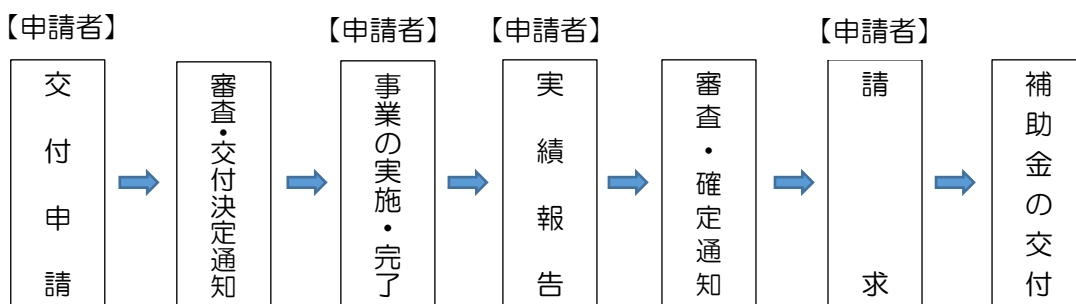 【申請者】
交付申請
審査・交付決定通知
【申請者】
事業の実施・完了
【申請者】
実績報告
審査・確定通知
【申請者】
請求
補助金の交付